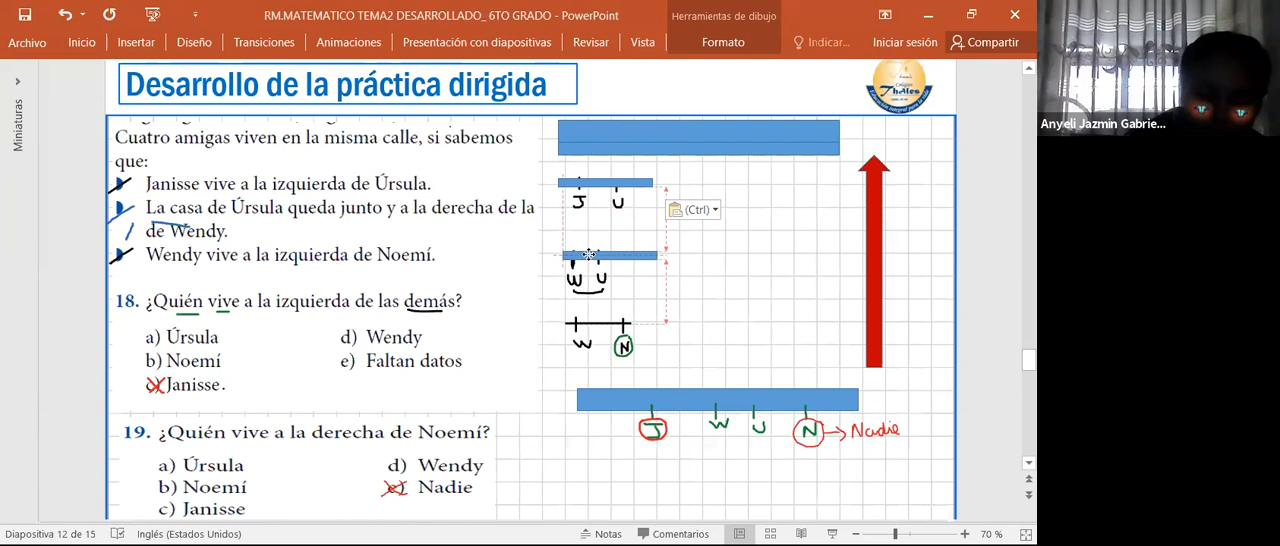 RM.MATEMATICO TEMA2 DESARROLLADO_ 6TO GRADO - PowerPoint
Herramientas de dibujo
Archivo Inicio Insertar Diseño Transiciones Animaciones Presentación con diapositivas Revisar Vista Formato Indicar... Iniciar sesión Compartir
Miniaturas
Desarrollo de la práctica dirigida
Thales
Anyeli Jazmin Gabrie...
Cuatro amigas viven en la misma calle, si sabemos
que:
Janisse vive a la izquierda de Úrsula.
La casa de Úrsula queda junto y a la derecha de la
de Wendy.
Wendy vive a la izquierda de Noemí.
18. ¿Quién vive a la izquierda de las demás?
a) Úrsula d) Wendy
b) Noemí e) Faltan datos
c) Janisse.
19. ¿Quién vive a la derecha de Noemí?
a) Úrsula d) Wendy
b) Noemí e) Nadie
c) Janisse
J U
(Ctrl)
W U
W N
J W U N → Nadie
Diapositiva 12 de 15 Inglés (Estados Unidos) Notas Comentarios 70 %